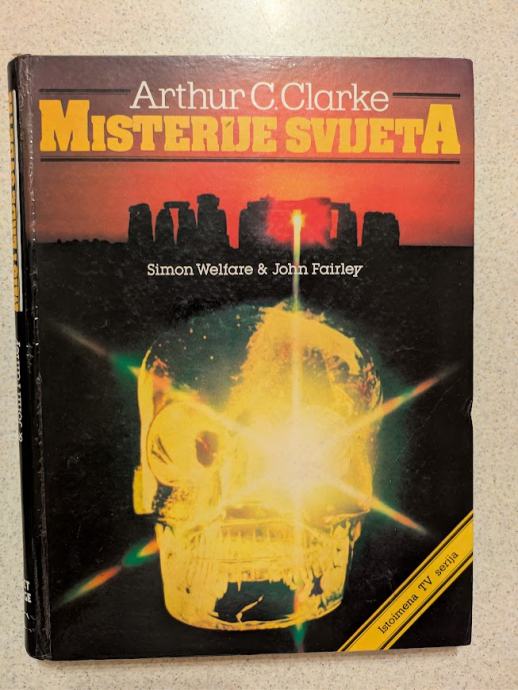 Arthur C. Clarke
MISTERIJE SVIJETA
Simon Welfare & John Fairley
Istoimena TV serija